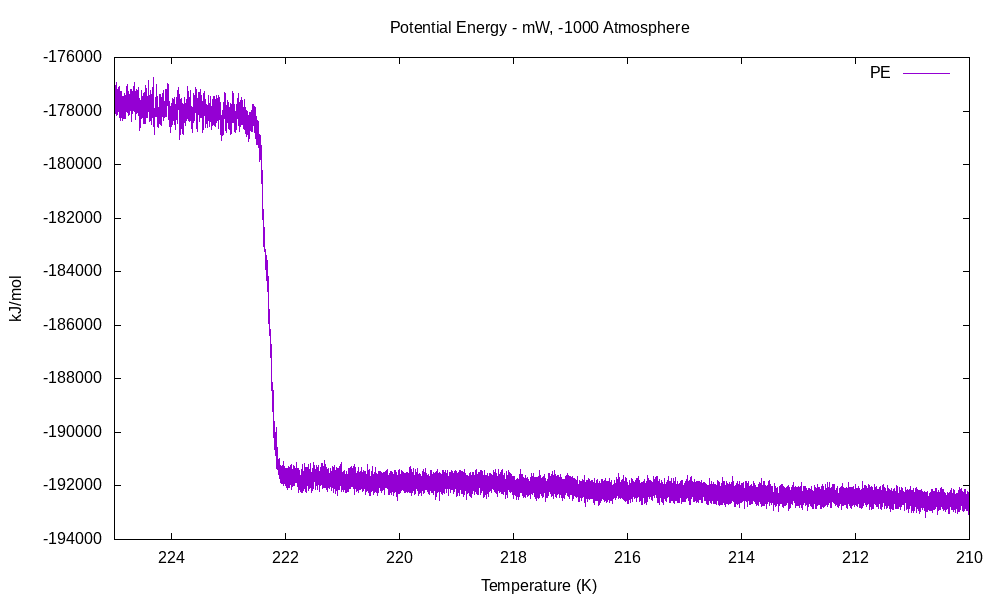 Potential Energy - mW, -1000 Atmosphere
-176000
PE
-178000
-180000
-182000
-184000
kJ/mol
-186000
-188000
-190000
-192000
-194000
224 222 220 218 216 214 212 210
Temperature (K)